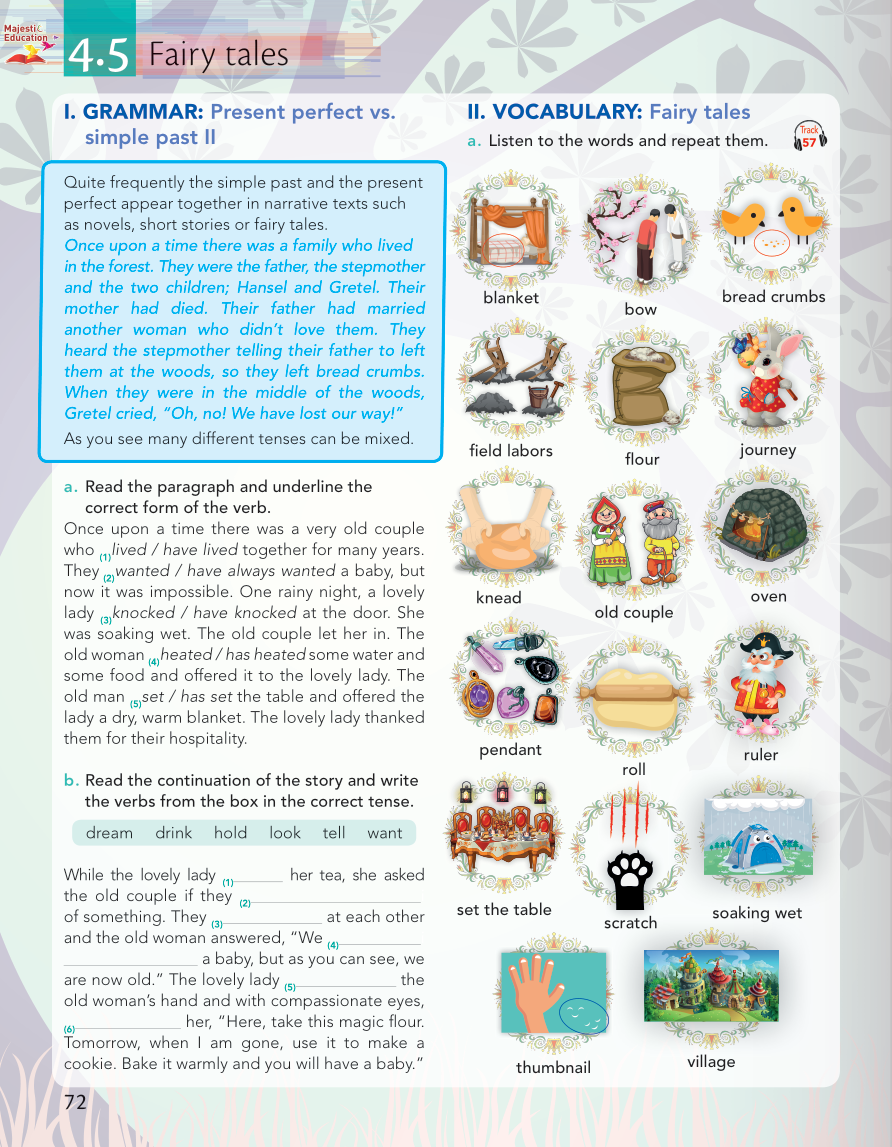 Majestic
Education
4.5 Fairy tales
I. GRAMMAR: Present perfect vs.
simple past II
Quite frequently the simple past and the present
perfect appear together in narrative texts such
as novels, short stories or fairy tales.
Once upon a time there was a family who lived
in the forest. They were the father, the stepmother
and the two children; Hansel and Gretel. Their
mother had died. Their father had married
another woman who didn't love them. They
heard the stepmother telling their father to left
them at the woods, so they left bread crumbs.
When they were in the middle of the woods,
Gretel cried, "Oh, no! We have lost our way!"
As you see many different tenses can be mixed.
a. Read the paragraph and underline the
correct form of the verb.
Once upon a time there was a very old couple
who (1)lived / have lived together for many years.
They (2)wanted / have always wanted a baby, but
now it was impossible. One rainy night, a lovely
lady (3)knocked / have knocked at the door. She
was soaking wet. The old couple let her in. The
old woman (4)heated / has heated some water and
some food and offered it to the lovely lady. The
old man (5)set / has set the table and offered the
lady a dry, warm blanket. The lovely lady thanked
them for their hospitality.
b. Read the continuation of the story and write
the verbs from the box in the correct tense.
dream drink hold look tell want
While the lovely lady (1)______ her tea, she asked
the old couple if they (2)____________________
of something. They (3)____________ at each other
and the old woman answered, "We (4)__________
________________ a baby, but as you can see, we
are now old." The lovely lady (5)____________ the
old woman's hand and with compassionate eyes,
(6)_____________ her, "Here, take this magic flour.
Tomorrow, when I am gone, use it to make a
cookie. Bake it warmly and you will have a baby."
72
II. VOCABULARY: Fairy tales
a. Listen to the words and repeat them.
Track
57
blanket
bow
bread crumbs
field labors
flour
journey
knead
old couple
oven
pendant
roll
ruler
set the table
scratch
soaking wet
thumbnail
village